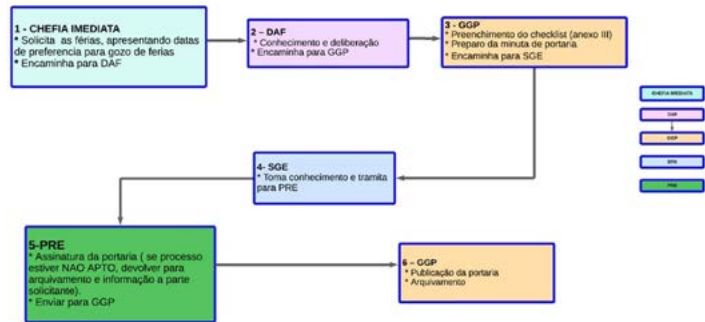 1 - CHEFIA IMEDIATA
* Solicita as férias, apresentando datas
de preferencia para gozo de ferias
* Encaminha para DAF
2 – DAF
* Conhecimento e deliberação
* Encaminha para GGP
3 - GGP
* Preenchimento do checklist (anexo III)
* Preparo da minuta de portaria
* Encaminha para SGE
4- SGE
* Toma conhecimento e tramita
para PRE
5-PRE
* Assinatura da portaria ( se processo
estiver NAO APTO, devolver para
arquivamento e informação a parte
solicitante).
* Enviar para GGP
6 – GGP
* Publicação da portaria
* Arquivamento
CHEFIA IMEDIATA
DAF
GGP
PRE